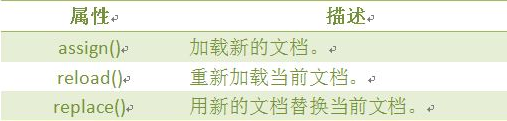 属性 描述
assign() 加载新的文档。
reload() 重新加载当前文档。
replace() 用新的文档替换当前文档。